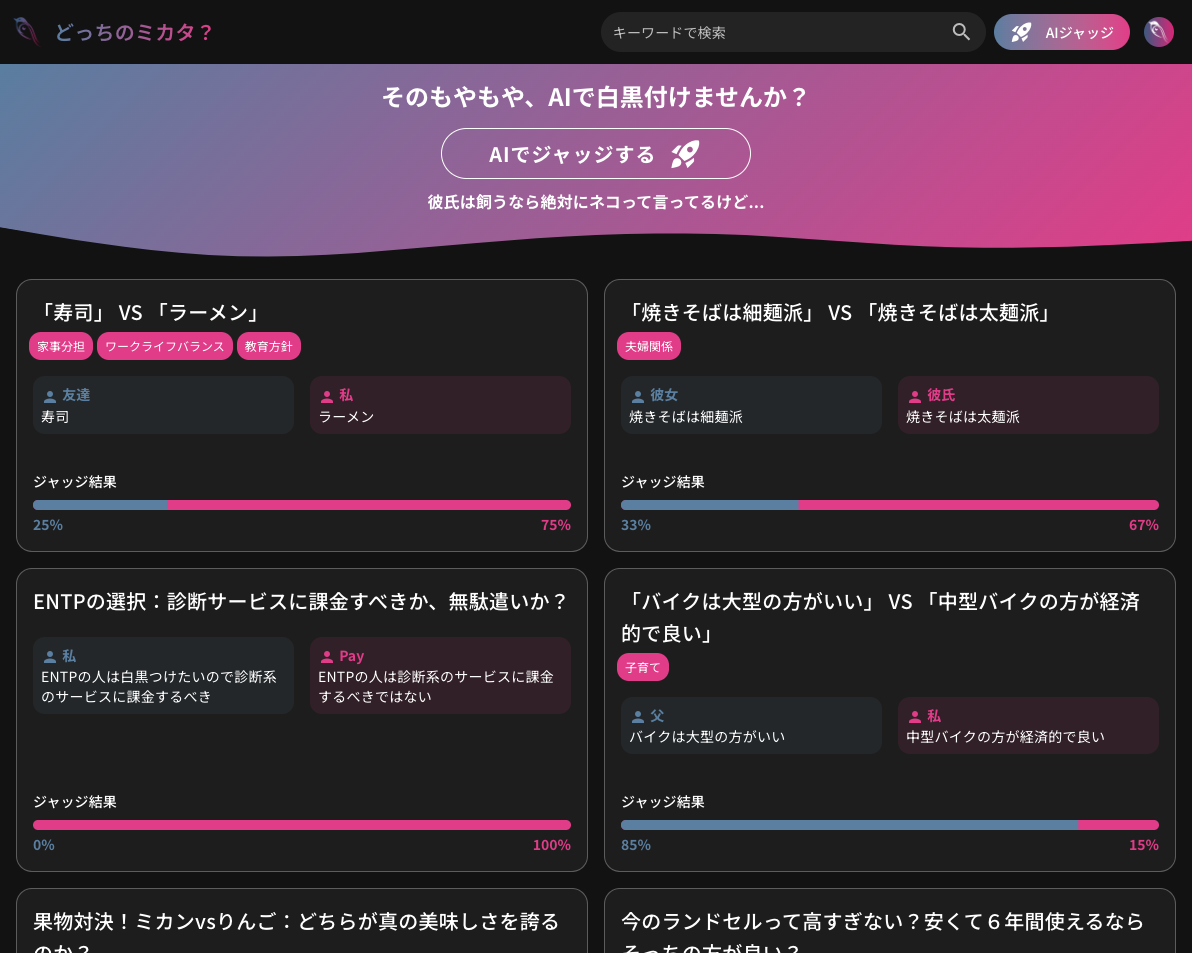 どっちのミカタ？
キーワードで検索
AIジャッジ
そのもやもや、AIで白黒付けませんか？
AIでジャッジする
彼氏は飼うなら絶対にネコって言ってるけど...
「寿司」 VS 「ラーメン」
家事分担 ワークライフバランス 教育方針
友達
寿司
私
ラーメン
ジャッジ結果
25% 75%
「焼きそばは細麺派」 VS 「焼きそばは太麺派」
夫婦関係
彼女
焼きそばは細麺派
彼氏
焼きそばは太麺派
ジャッジ結果
33% 67%
ENTPの選択：診断サービスに課金すべきか、無駄遣いか？
私
ENTPの人は白黒つけたいので診断系
のサービスに課金するべき
Pay
ENTPの人は診断系のサービスに課金
するべきではない
ジャッジ結果
0% 100%
「バイクは大型の方がいい」 VS 「中型バイクの方が経済
的で良い」
子育て
父
バイクは大型の方がいい
私
中型バイクの方が経済的で良い
ジャッジ結果
85% 15%
果物対決！ミカンvsりんご：どちらが真の美味しさを誇る
のか？
今のランドセルって高すぎない？安くて６年間使えるなら
そっちの方が良い？